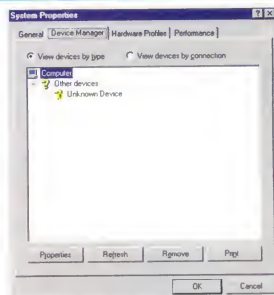 System Properties
General Device Manager Hardware Profiles Performance
View devices by type View devices by connection
Computer
Other devices
Unknown Device
Properties Refresh Remove Print
OK Cancel